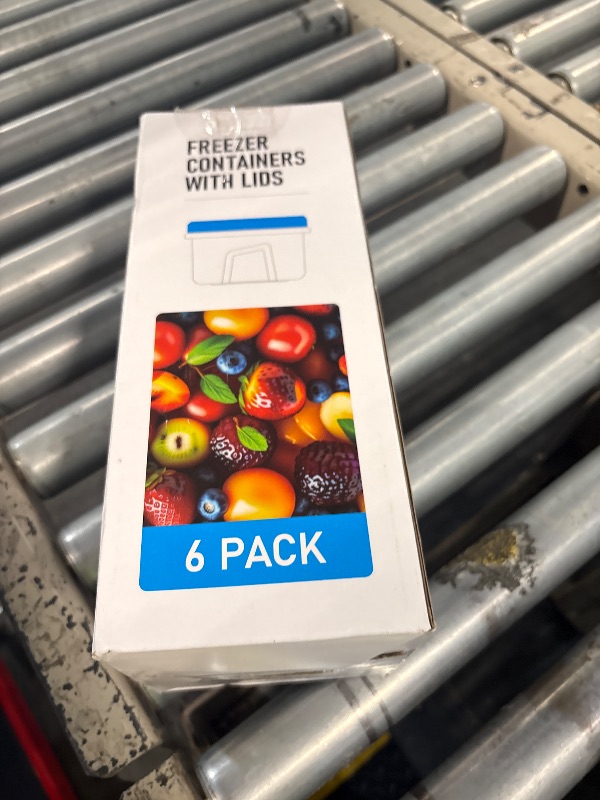 FREEZER
CONTAINERS
WITH LIDS
6 PACK